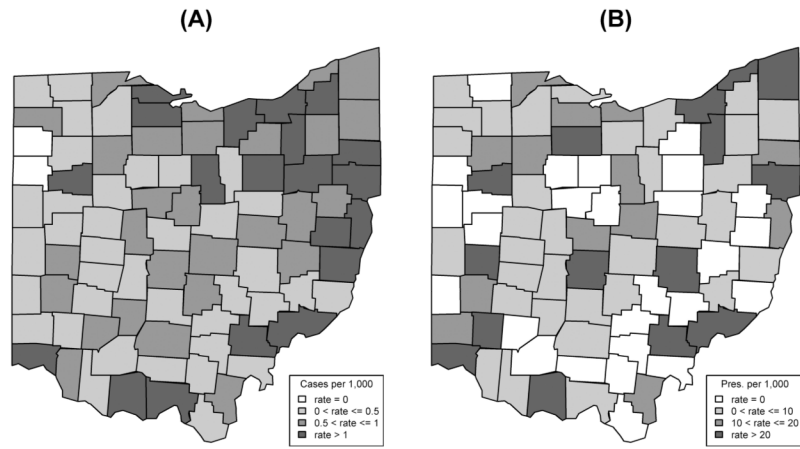 (A)
(B)
Cases per 1,000
rate = 0
0 < rate <= 0.5
0.5 < rate <= 1
rate > 1
Pres. per 1,000
rate = 0
0 < rate <= 10
10 < rate <= 20
rate > 20